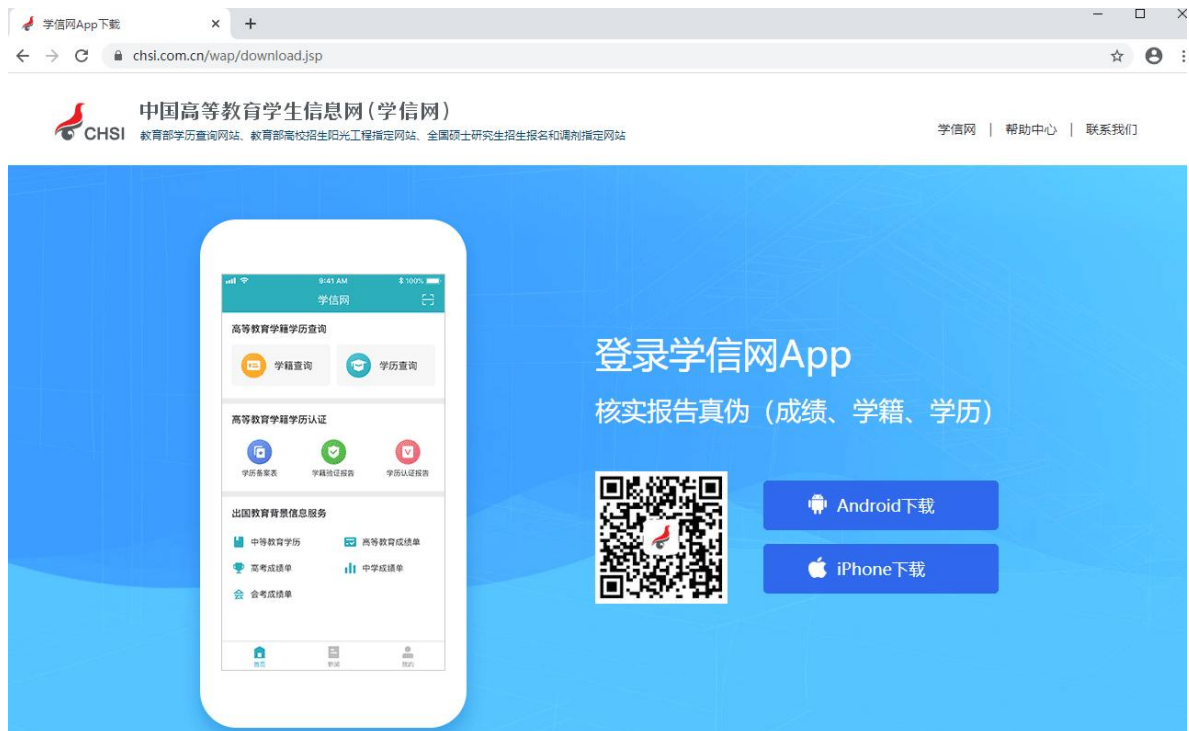 学信网App下载
chsi.com.cn/wap/download.jsp
中国高等教育学生信息网(学信网)
CHSI
教育部学历查询网站、教育部高校招生阳光工程指定网站、全国硕士研究生招生报名和调剂指定网站
学信网 | 帮助中心 | 联系我们
9:41 AM
100%
学信网
高等教育学籍学历查询
学籍查询
学历查询
高等教育学籍学历认证
学历备案表
学籍验证报告
学历认证报告
出国教育背景信息服务
中等教育学历
高等教育成绩单
高考成绩单
中学成绩单
会 会考成绩单
首页
新闻
我的
登录学信网App
核实报告真伪（成绩、学籍、学历）
Android下载
iPhone下载